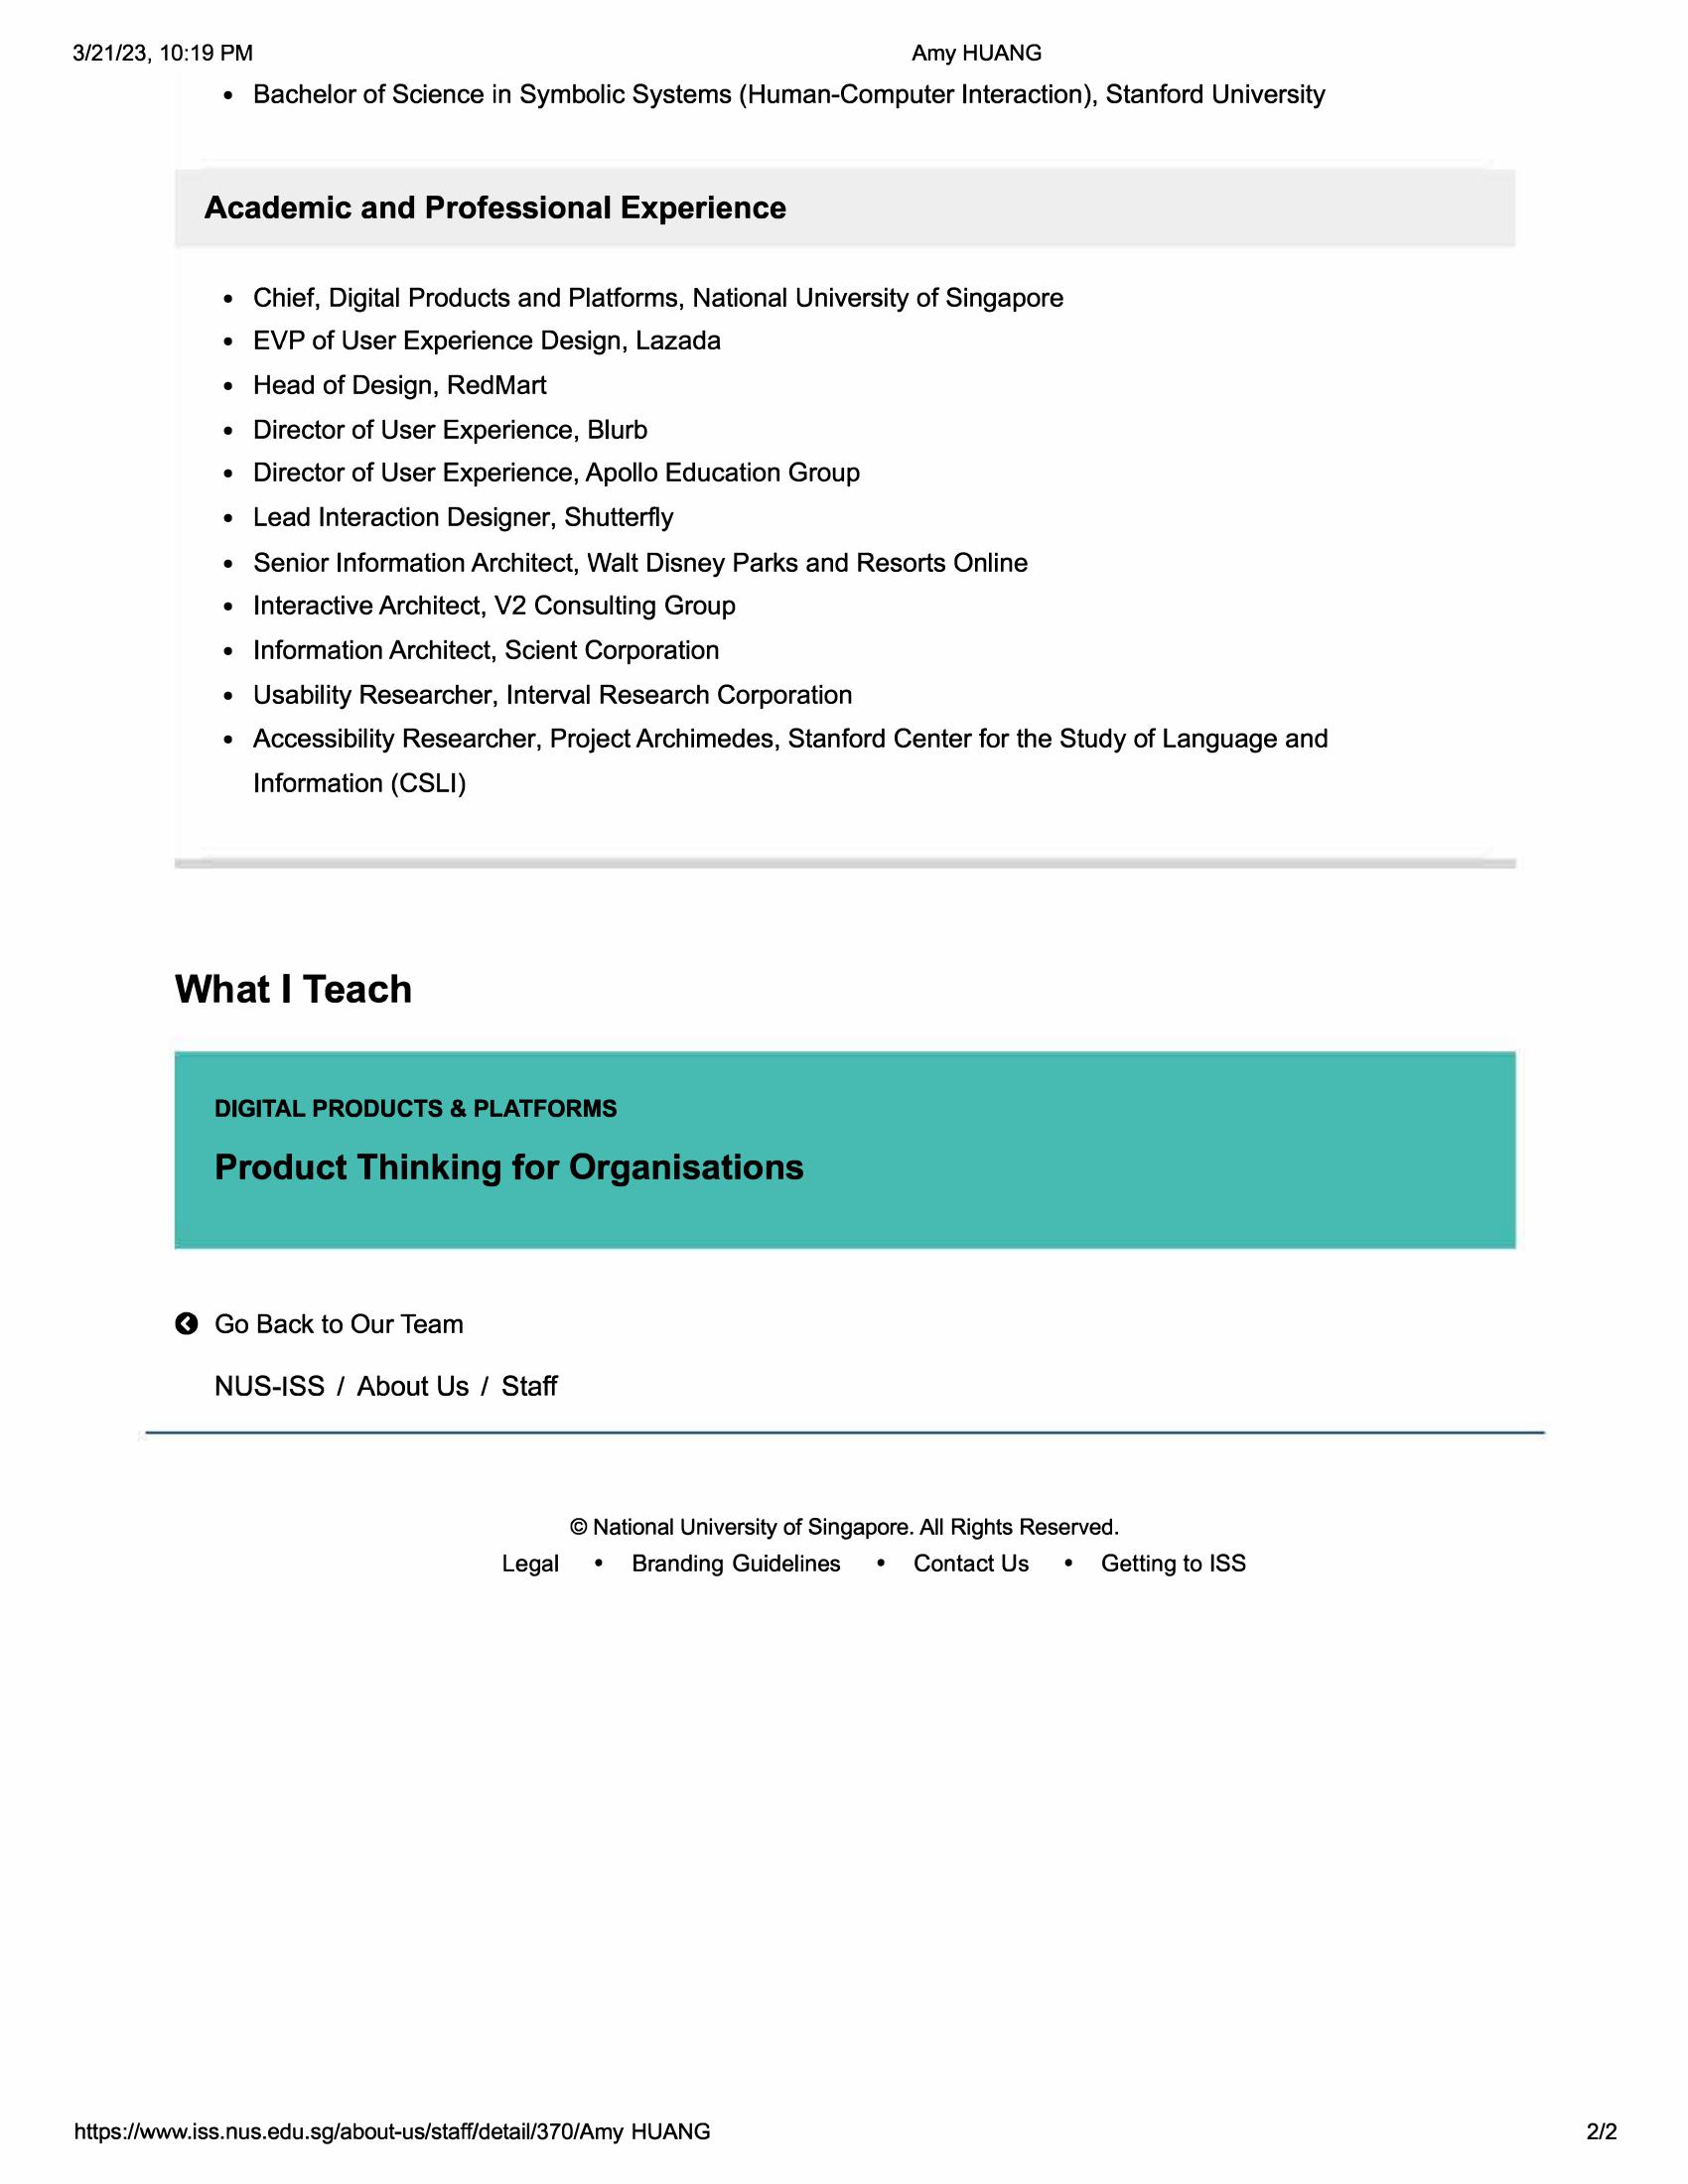 3/21/23, 10:19 PM Amy HUANG
• Bachelor of Science in Symbolic Systems (Human-Computer Interaction), Stanford University
Academic and Professional Experience
• Chief, Digital Products and Platforms, National University of Singapore
• EVP of User Experience Design, Lazada
• Head of Design, RedMart
• Director of User Experience, Blurb
• Director of User Experience, Apollo Education Group
• Lead Interaction Designer, Shutterfly
• Senior Information Architect, Walt Disney Parks and Resorts Online
• Interactive Architect, V2 Consulting Group
• Information Architect, Scient Corporation
• Usability Researcher, Interval Research Corporation
• Accessibility Researcher, Project Archimedes, Stanford Center for the Study of Language and
Information (CSLI)
What I Teach
DIGITAL PRODUCTS & PLATFORMS
Product Thinking for Organisations
Go Back to Our Team
NUS-ISS / About Us / Staff
© National University of Singapore. All Rights Reserved.
Legal • Branding Guidelines • Contact Us • Getting to ISS
https://www.iss.nus.edu.sg/about-us/staff/detail/370/Amy HUANG 2/2